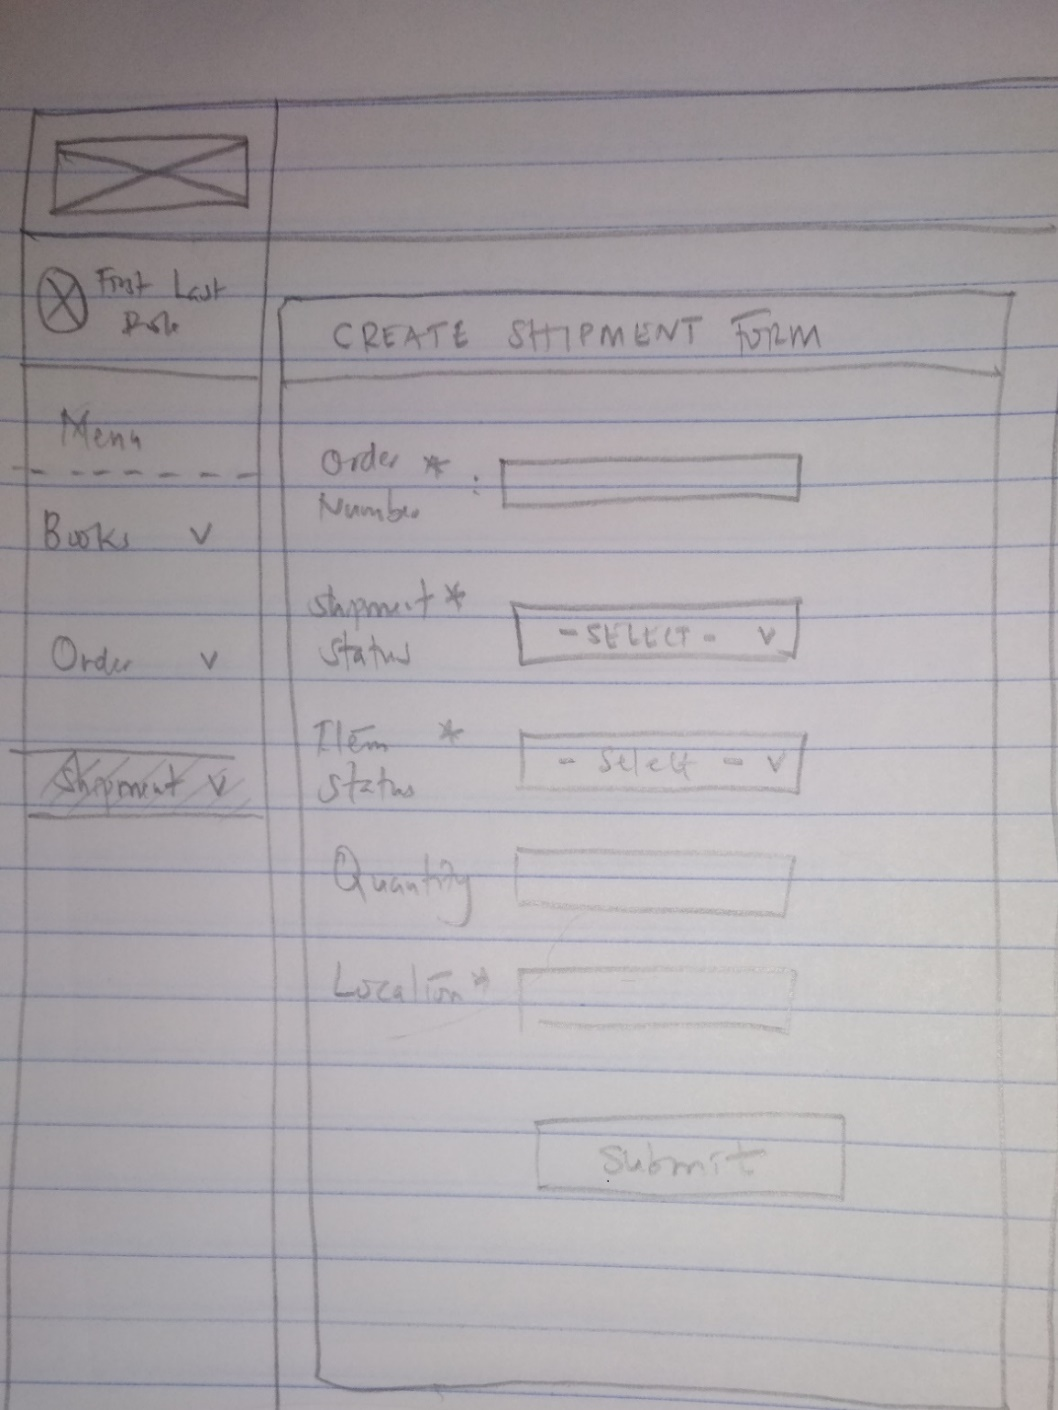 First Last
Role
CREATE SHIPMENT FORM
Menu
Order *
Number :
Books v
Shipment *
Status
- SELECT - v
Order v
Item *
Status
- Select - v
Shipment v
Quantity
Location *
Submit